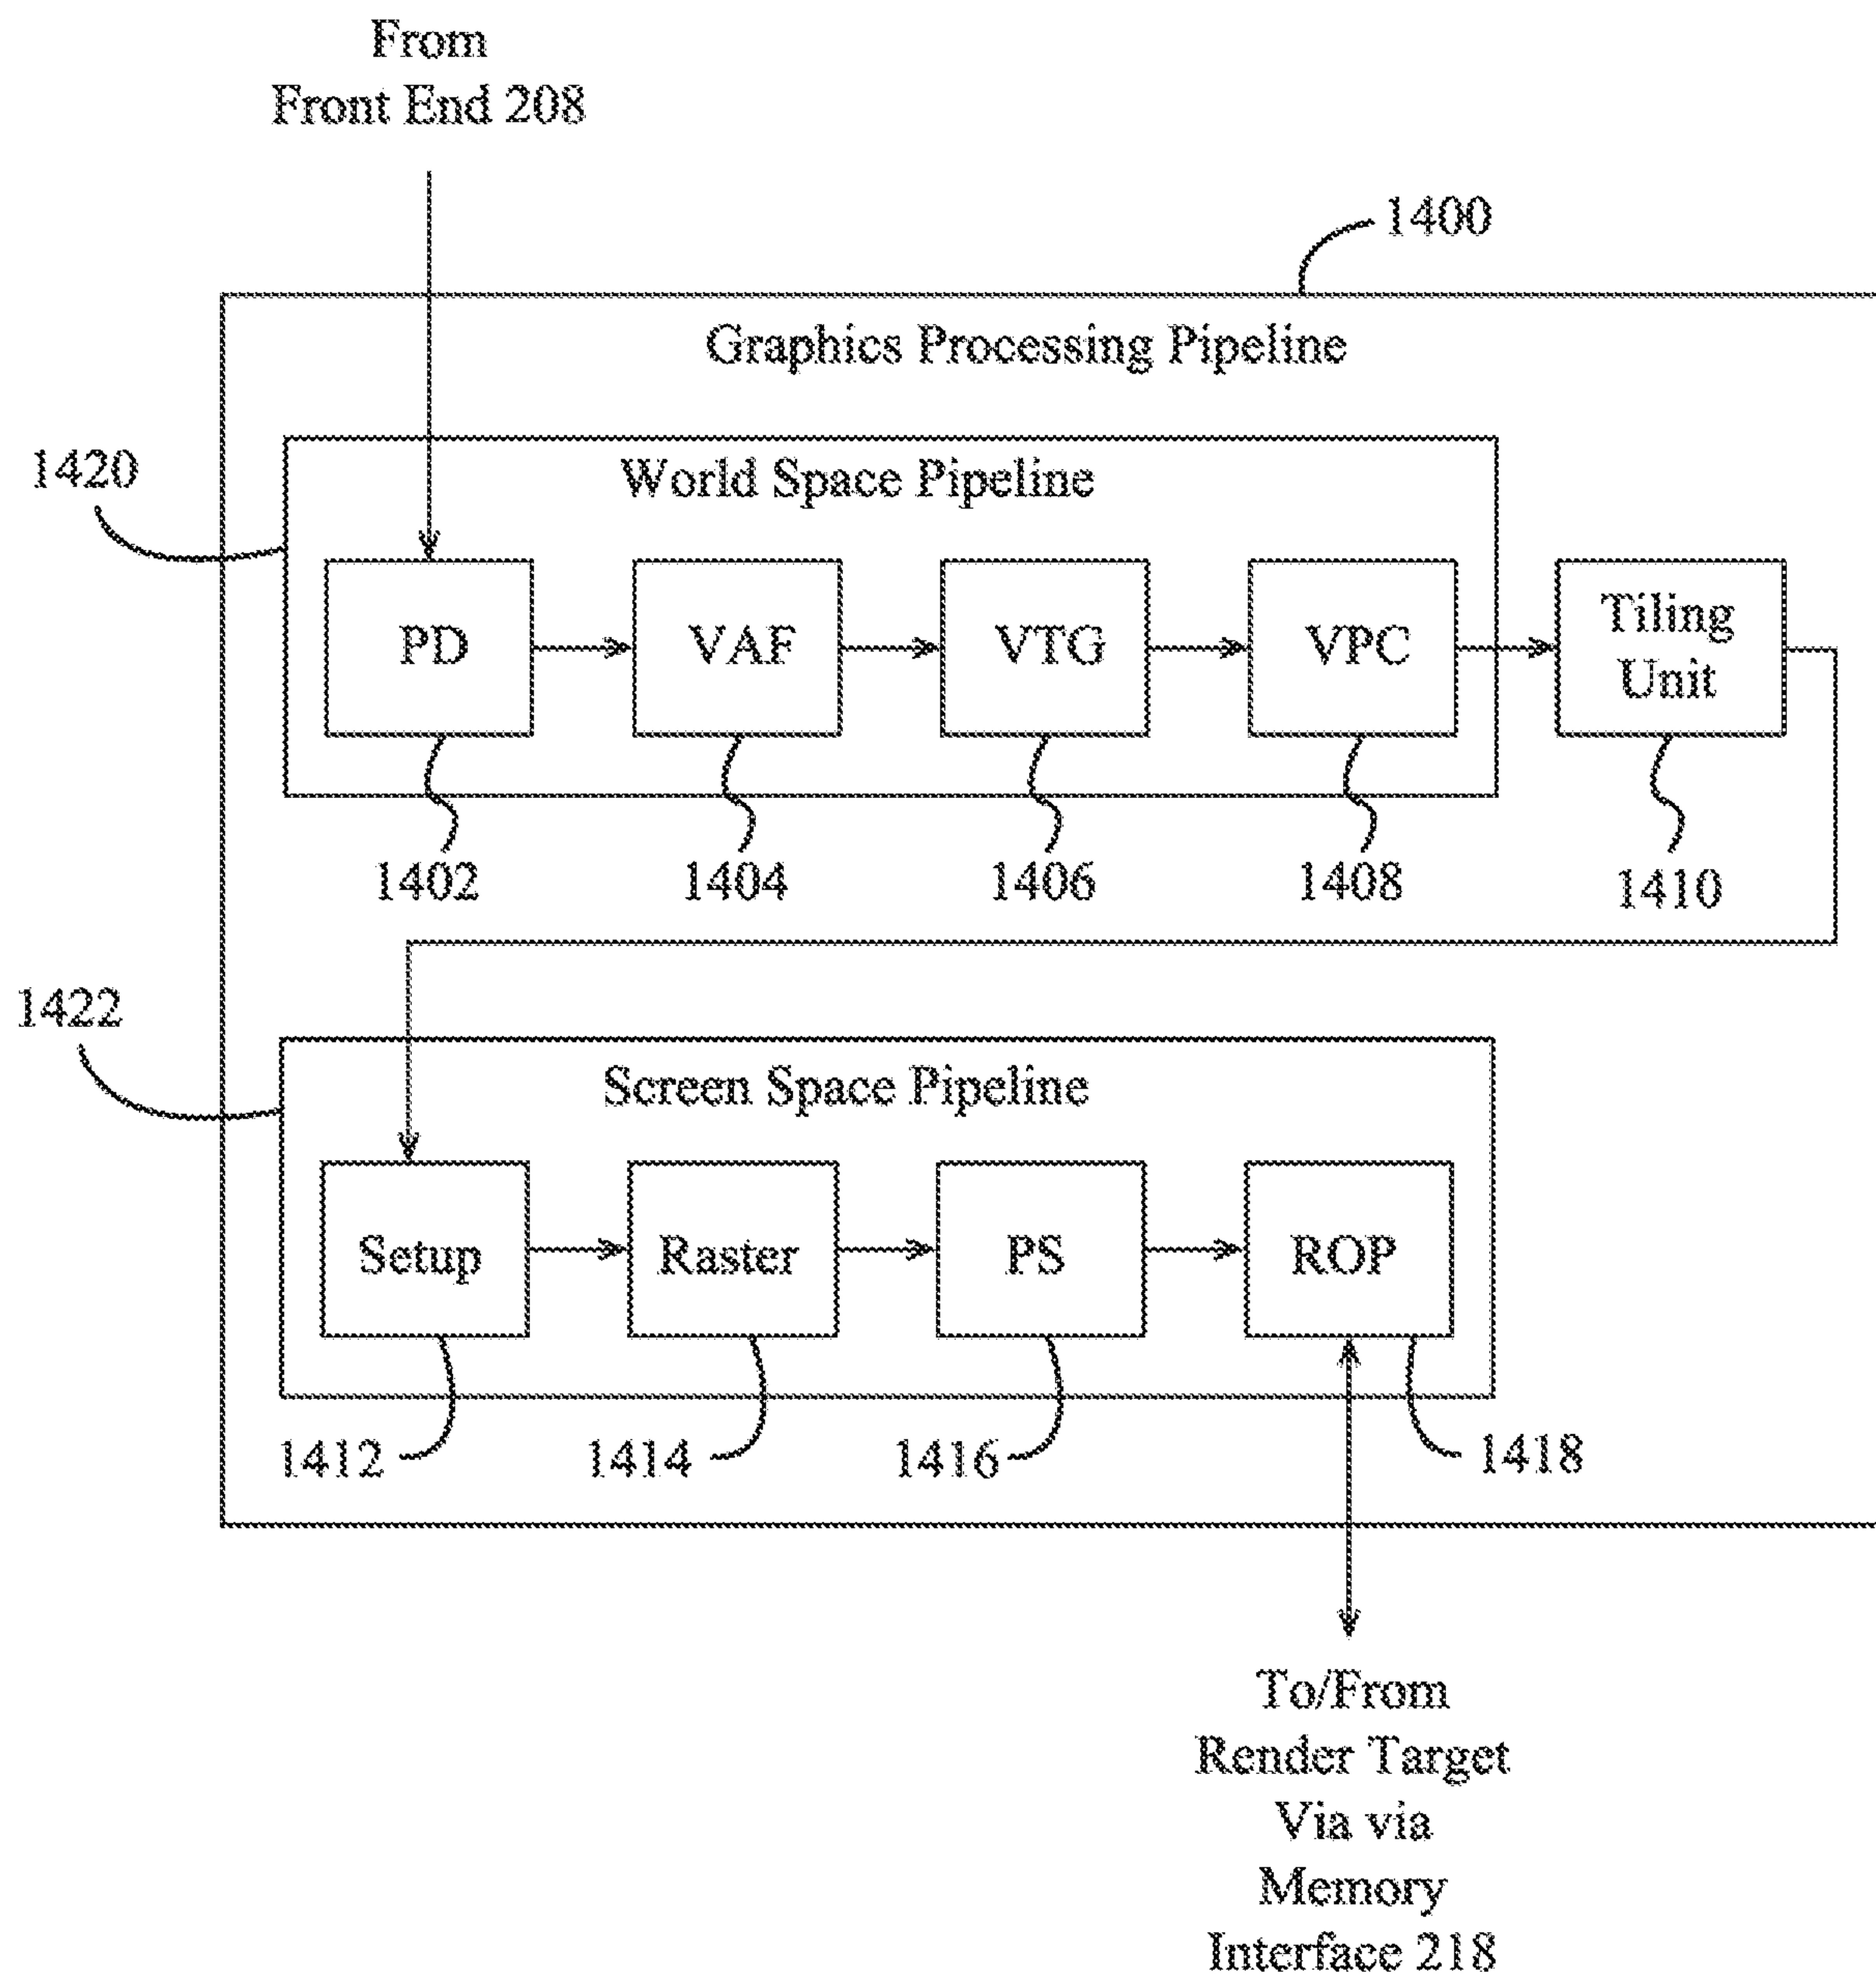 From
Front End 208
1400
Graphics Processing Pipeline
1420
World Space Pipeline
PD
VAF
VTG
VPC
Tiling
Unit
1402
1404
1406
1408
1410
1422
Screen Space Pipeline
Setup
Raster
PS
ROP
1412
1414
1416
1418
To/From
Render Target
Via via
Memory
Interface 218